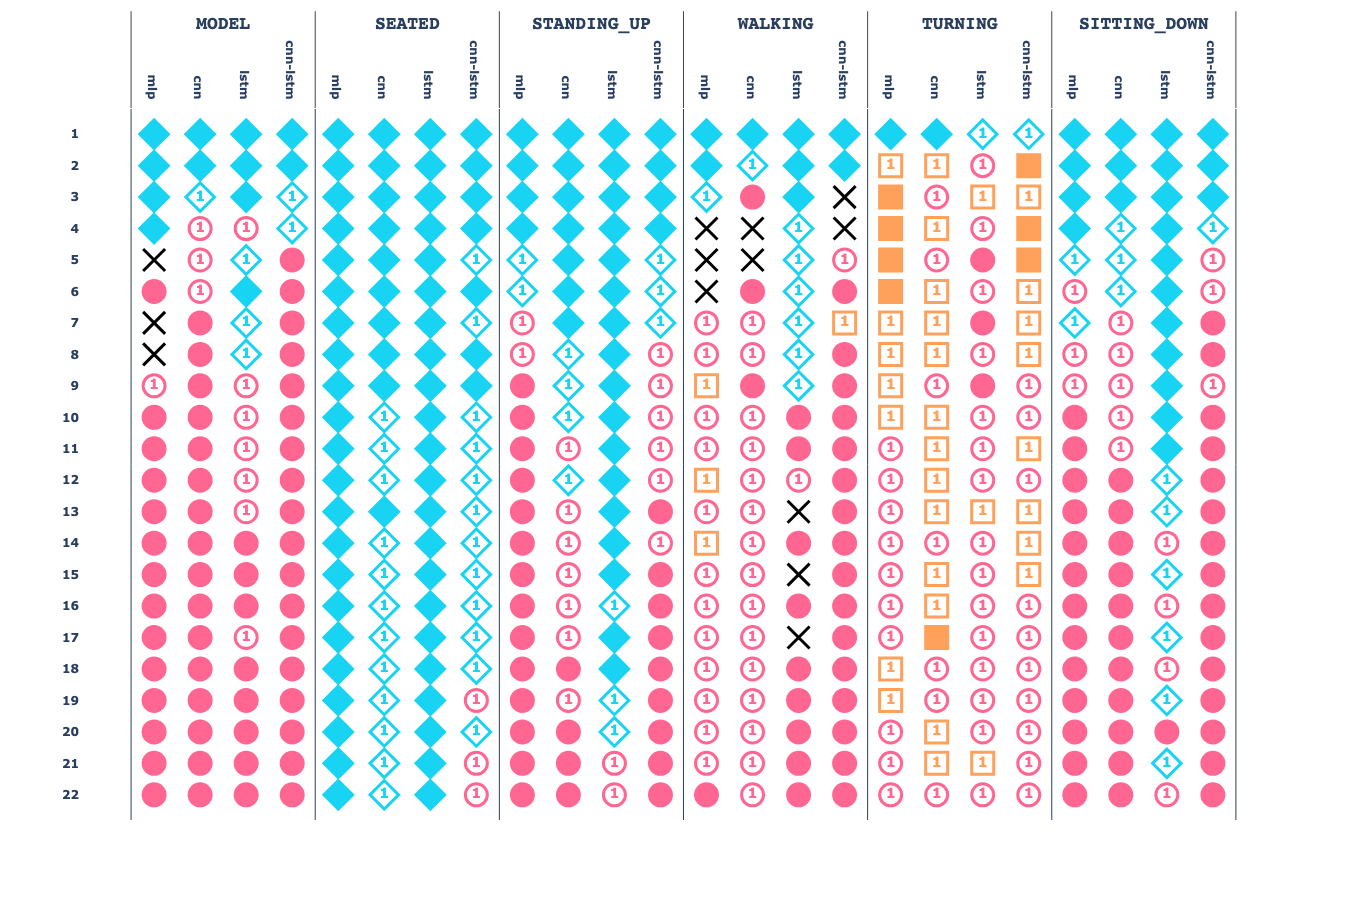 MODEL SEATED STANDING_UP WALKING TURNING SITTING_DOWN
mlp cnn lstm cnn-lstm mlp cnn lstm cnn-lstm mlp cnn lstm cnn-lstm mlp cnn lstm cnn-lstm mlp cnn lstm cnn-lstm mlp cnn lstm cnn-lstm
1 1 1
2 1 1 1 1
3 1 1 1 1 1 1
4 1 1 1 1 1 1 1 1
5 1 1 1 1 1 1 1 1 1 1 1
6 1 1 1 1 1 1 1 1 1 1
7 1 1 1 1 1 1 1 1 1 1 1 1 1
8 1 1 1 1 1 1 1 1 1 1 1 1 1
9 1 1 1 1 1 1 1 1 1 1 1 1
10 1 1 1 1 1 1 1 1 1 1 1 1
11 1 1 1 1 1 1 1 1 1 1 1 1
12 1 1 1 1 1 1 1 1 1 1 1 1 1
13 1 1 1 1 1 1 1 1 1 1
14 1 1 1 1 1 1 1 1 1 1 1
15 1 1 1 1 1 1 1 1 1 1
16 1 1 1 1 1 1 1 1 1 1 1
17 1 1 1 1 1 1 1 1 1 1
18 1 1 1 1 1 1 1 1 1
19 1 1 1 1 1 1 1 1 1 1 1
20 1 1 1 1 1 1 1 1 1
21 1 1 1 1 1 1 1 1 1 1
22 1 1 1 1 1 1 1 1 1